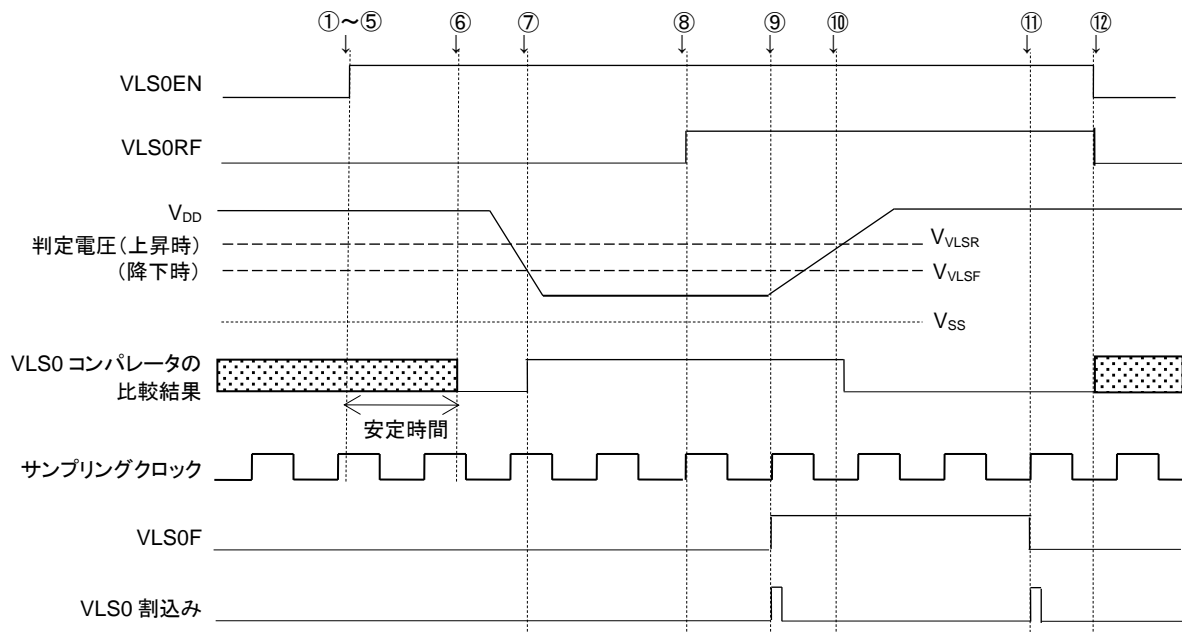 ①～⑤ ⑥ ⑦ ⑧ ⑨ ⑩ ⑪ ⑫
VLS0EN
VLS0RF
VDD
判定電圧(上昇時) VVLSR
(降下時) VVLSF
VSS
VLS0 コンパレータの
比較結果
安定時間
サンプリングクロック
VLS0F
VLS0 割込み